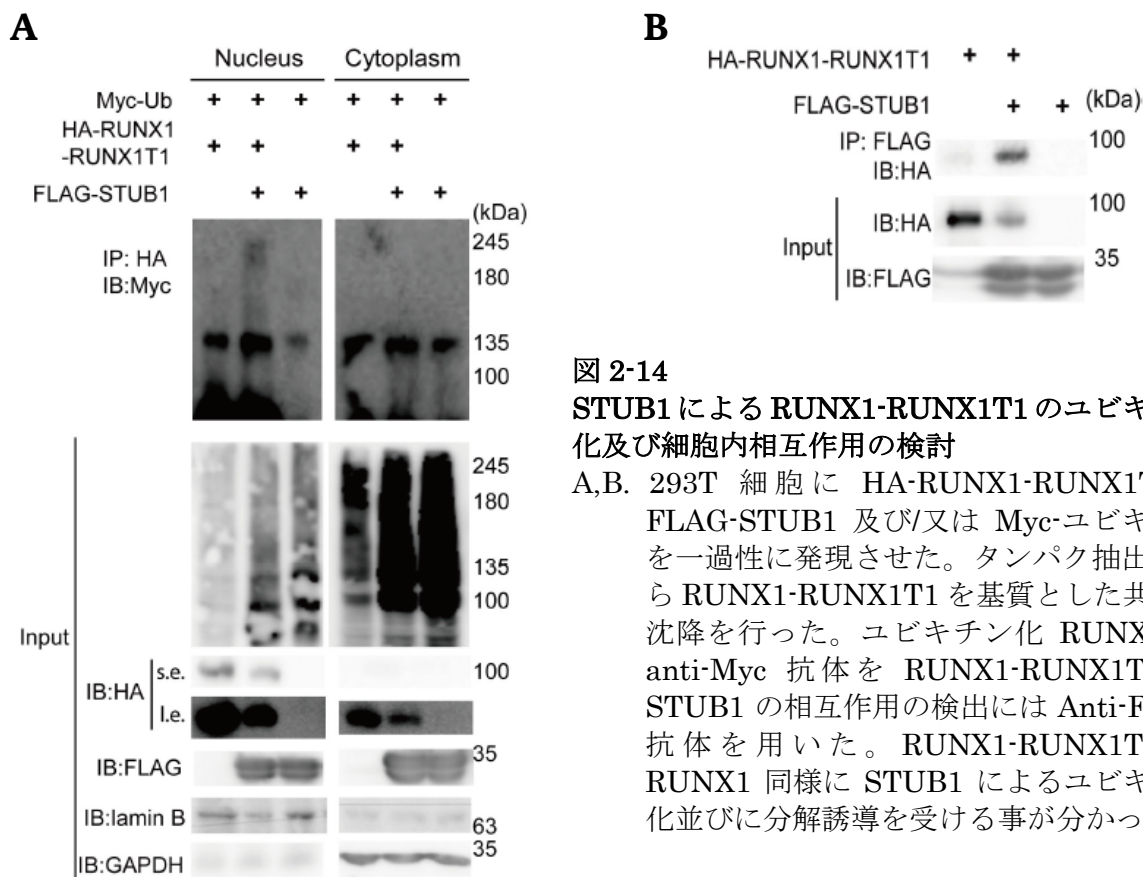 A
Nucleus Cytoplasm
Myc-Ub + + + + + +
HA-RUNX1
-RUNX1T1 + + + +
FLAG-STUB1 + + + +
(kDa)
IP: HA
IB:Myc
245
180
135
100
Input
245
180
135
100
IB:HA
s.e.
100
l.e.
IB:FLAG
35
IB:lamin B
63
IB:GAPDH
35
B
HA-RUNX1-RUNX1T1 + +
FLAG-STUB1 + + (kDa)
IP: FLAG
IB:HA
100
Input
IB:HA
100
IB:FLAG
35
図 2-14
STUB1による RUNX1-RUNX1T1 のユビキ
化及び細胞内相互作用の検討
A,B. 293T 細胞に HA-RUNX1-RUNX1T
FLAG-STUB1 及び/又は Myc-ユビキ
を一過性に発現させた。タンパク抽出
ら RUNX1-RUNX1T1 を基質とした共
沈降を行った。ユビキチン化 RUNX
anti-Myc 抗体を RUNX1-RUNX1T
STUB1 の相互作用の検出には Anti-F
抗体を用いた。RUNX1-RUNX1T
RUNX1 同様に STUB1 によるユビキ
化並びに分解誘導を受ける事が分かっ